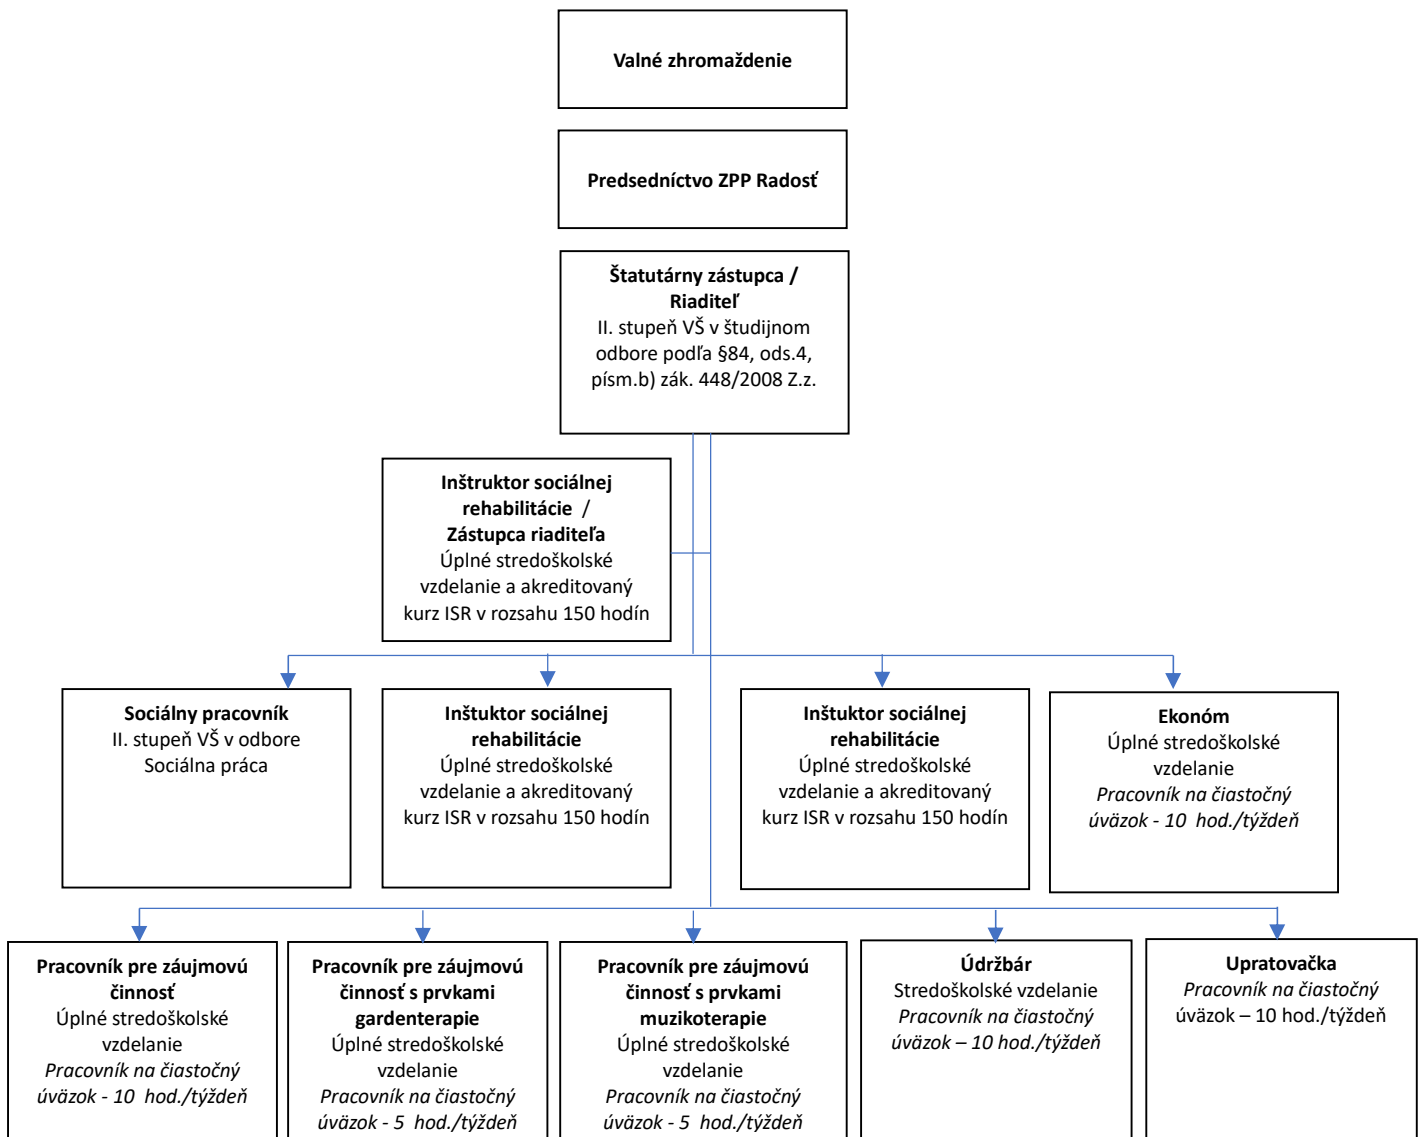 Valné zhromaždenie
Predsedníctvo ZPP Radosť
Štatutárny zástupca /
Riaditeľ
II. stupeň VŠ v študijnom
odbore podľa §84, ods.4,
písm.b) zák. 448/2008 Z.z.
Inštruktor sociálnej
rehabilitácie /
Zástupca riaditeľa
Úplné stredoškolské
vzdelanie a akreditovaný
kurz ISR v rozsahu 150 hodín
Sociálny pracovník
II. stupeň VŠ v odbore
Sociálna práca
Inštuktor sociálnej
rehabilitácie
Úplné stredoškolské
vzdelanie a akreditovaný
kurz ISR v rozsahu 150 hodín
Inštuktor sociálnej
rehabilitácie
Úplné stredoškolské
vzdelanie a akreditovaný
kurz ISR v rozsahu 150 hodín
Ekonóm
Úplné stredoškolské
vzdelanie
Pracovník na čiastočný
úväzok - 10 hod./týždeň
Pracovník pre záujmovú
činnosť
Úplné stredoškolské
vzdelanie
Pracovník na čiastočný
úväzok - 10 hod./týždeň
Pracovník pre záujmovú
činnosť s prvkami
gardenterapie
Úplné stredoškolské
vzdelanie
Pracovník na čiastočný
úväzok - 5 hod./týždeň
Pracovník pre záujmovú
činnosť s prvkami
muzikoterapie
Úplné stredoškolské
vzdelanie
Pracovník na čiastočný
úväzok - 5 hod./týždeň
Údržbár
Stredoškolské vzdelanie
Pracovník na čiastočný
úväzok – 10 hod./týždeň
Upratovačka
Pracovník na čiastočný
úväzok – 10 hod./týždeň